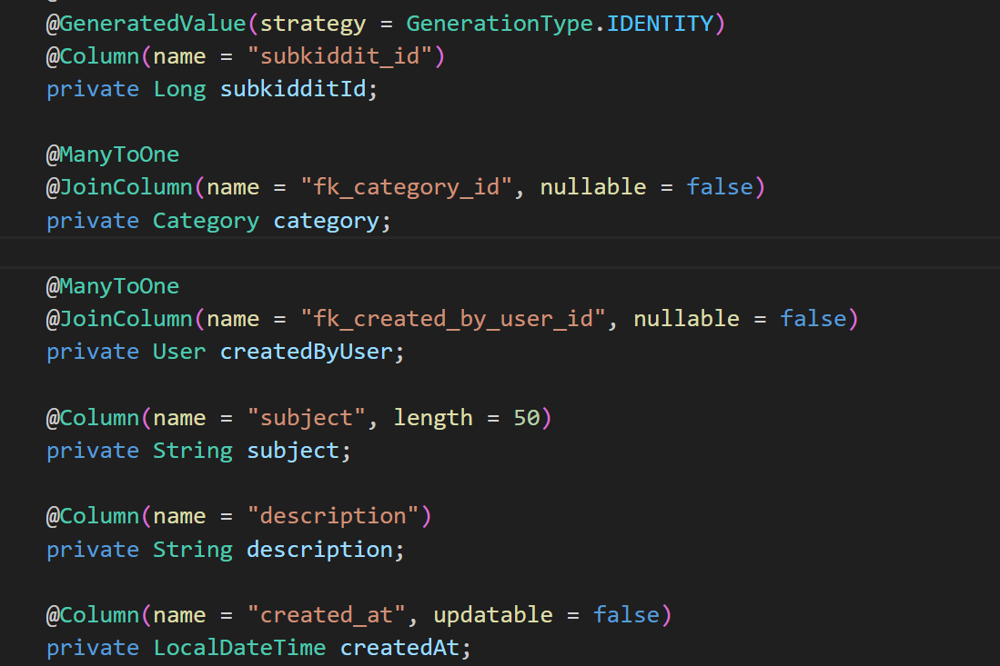 @GeneratedValue(strategy = GenerationType.IDENTITY)
@Column(name = "subkiddit_id")
private Long subkidditId;
@ManyToOne
@JoinColumn(name = "fk_category_id", nullable = false)
private Category category;
@ManyToOne
@JoinColumn(name = "fk_created_by_user_id", nullable = false)
private User createdByUser;
@Column(name = "subject", length = 50)
private String subject;
@Column(name = "description")
private String description;
@Column(name = "created_at", updatable = false)
private LocalDateTime createdAt;